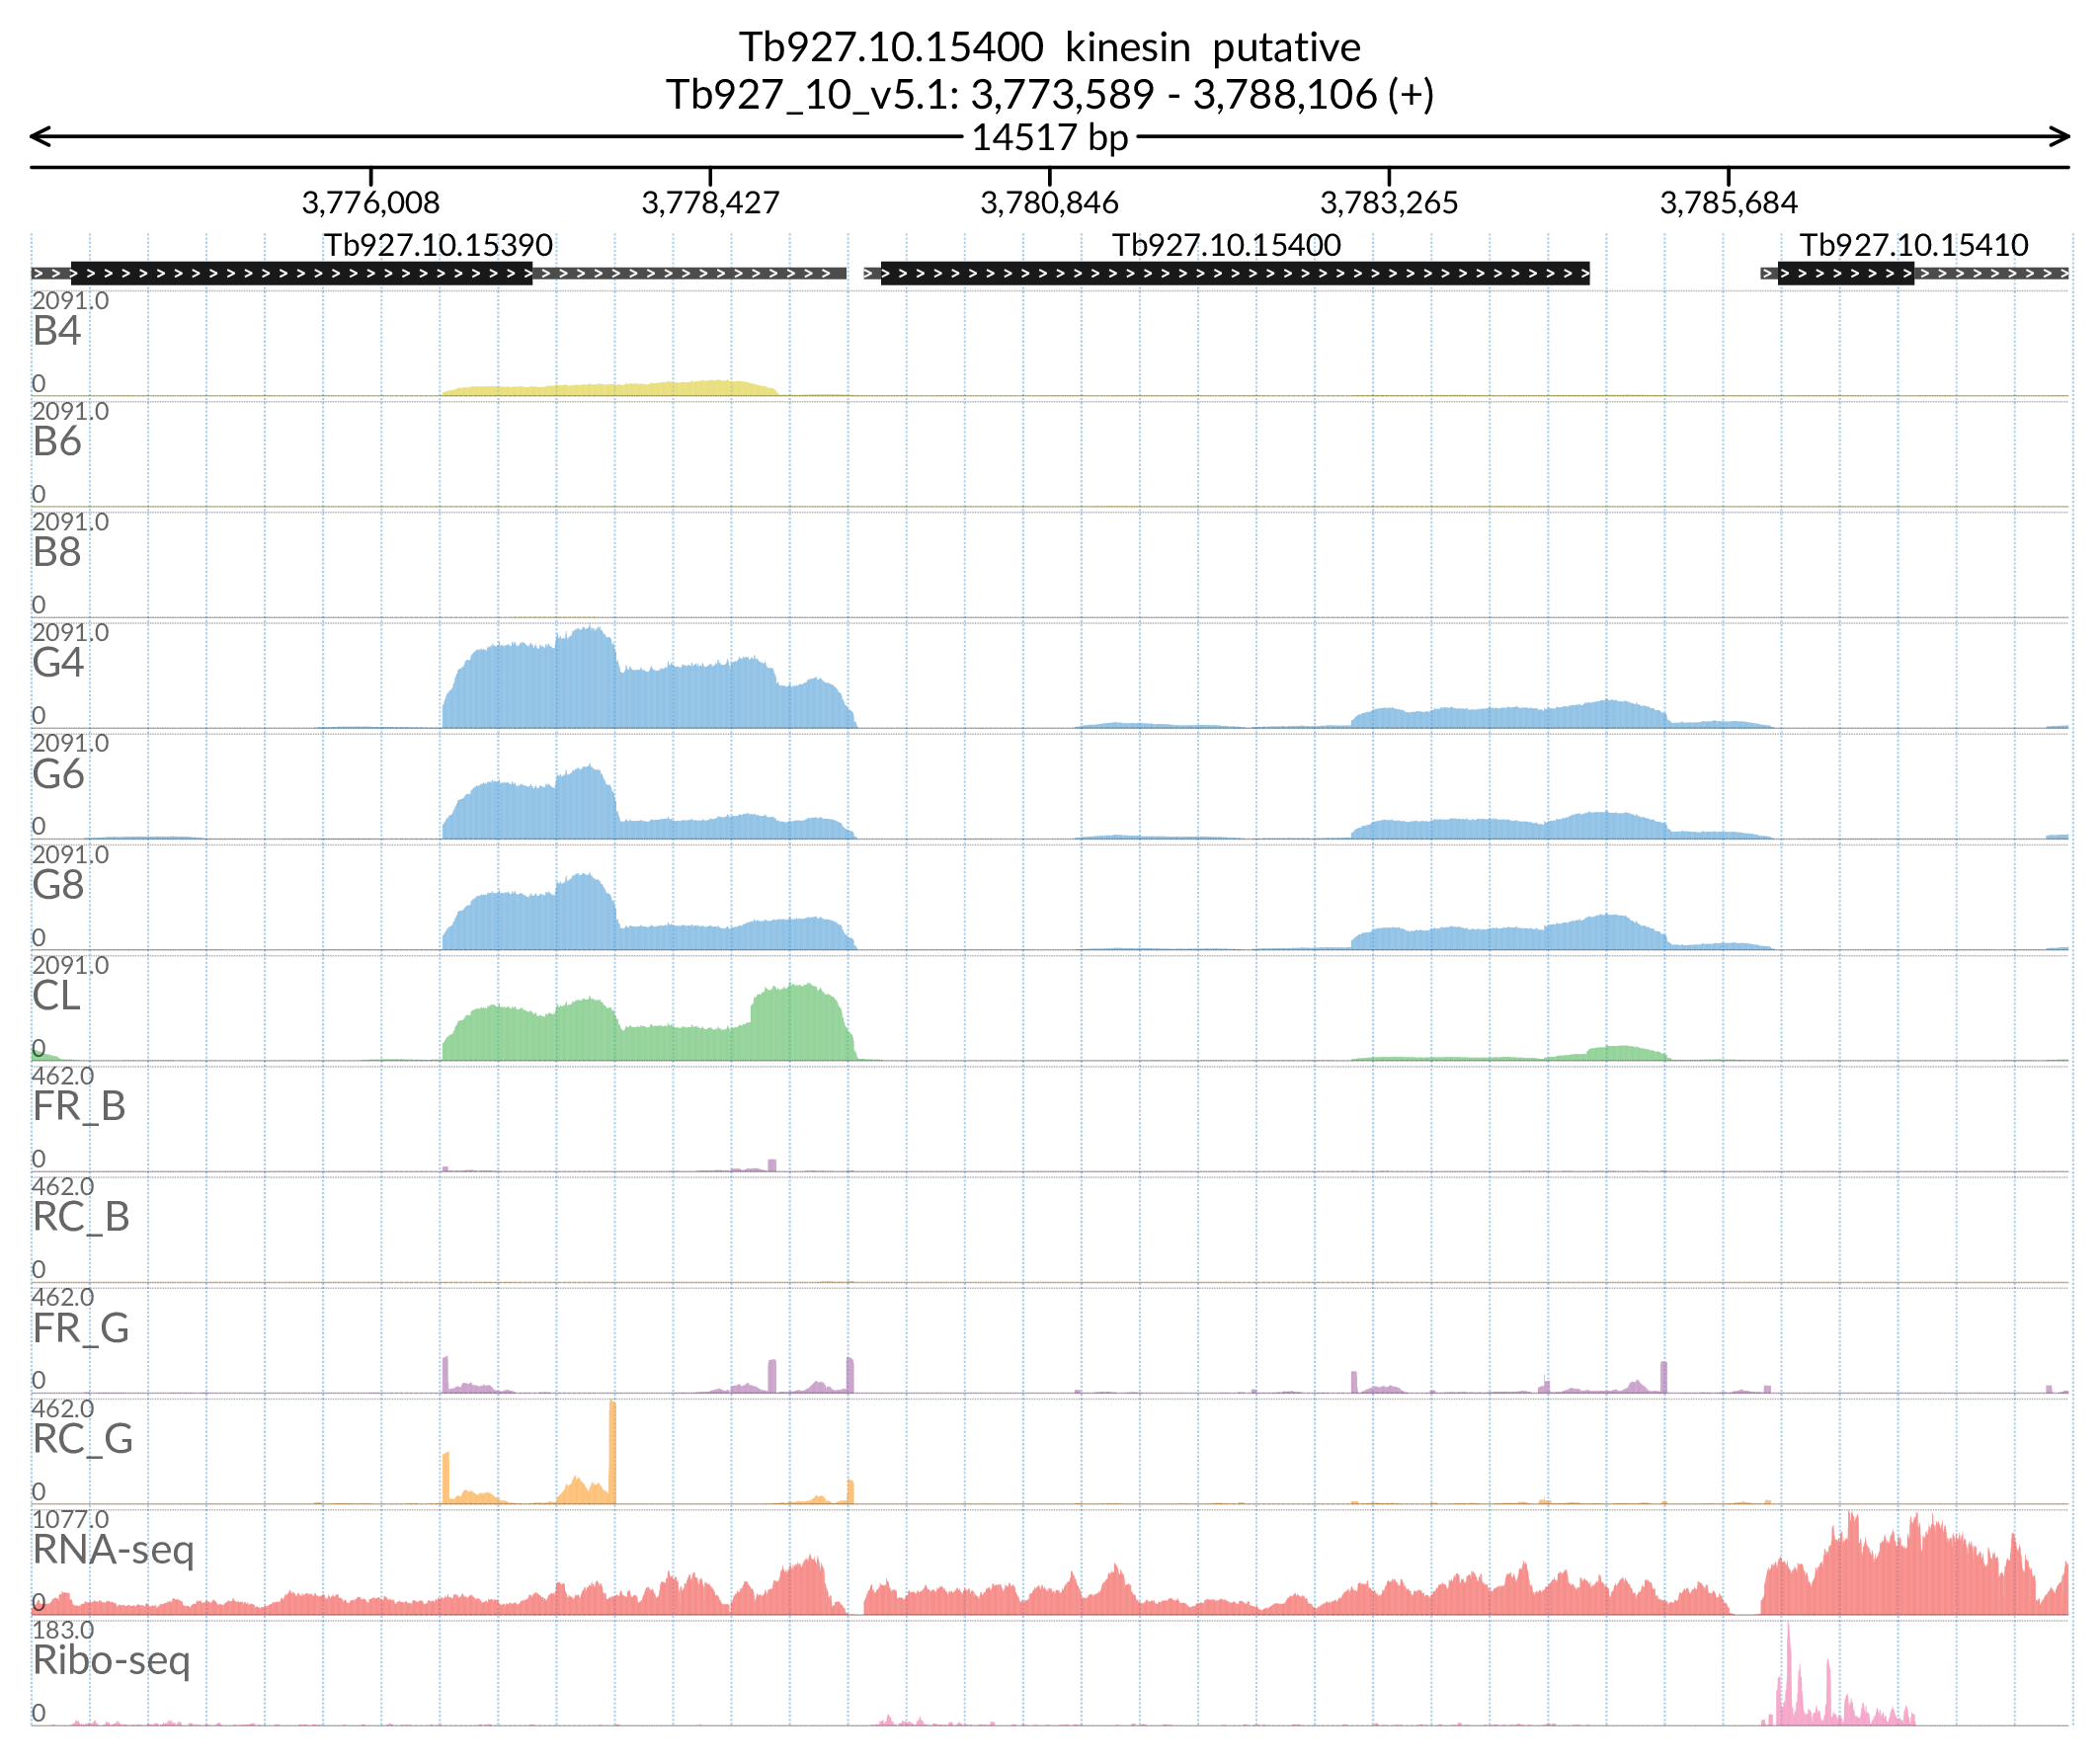 Tb927.10.15400 kinesin putative
Tb927_10_v5.1: 3,773,589 - 3,788,106 (+)
14517 bp
3,776,008 3,778,427 3,780,846 3,783,265 3,785,684
Tb927.10.15390 Tb927.10.15400 Tb927.10.15410
2091.0
B4
0
2091.0
B6
0
2091.0
B8
0
2091.0
G4
0
2091.0
G6
0
2091.0
G8
0
2091.0
CL
0
462.0
FR_B
0
462.0
RC_B
0
462.0
FR_G
0
462.0
RC_G
0
1077.0
RNA-seq
0
183.0
Ribo-seq
0